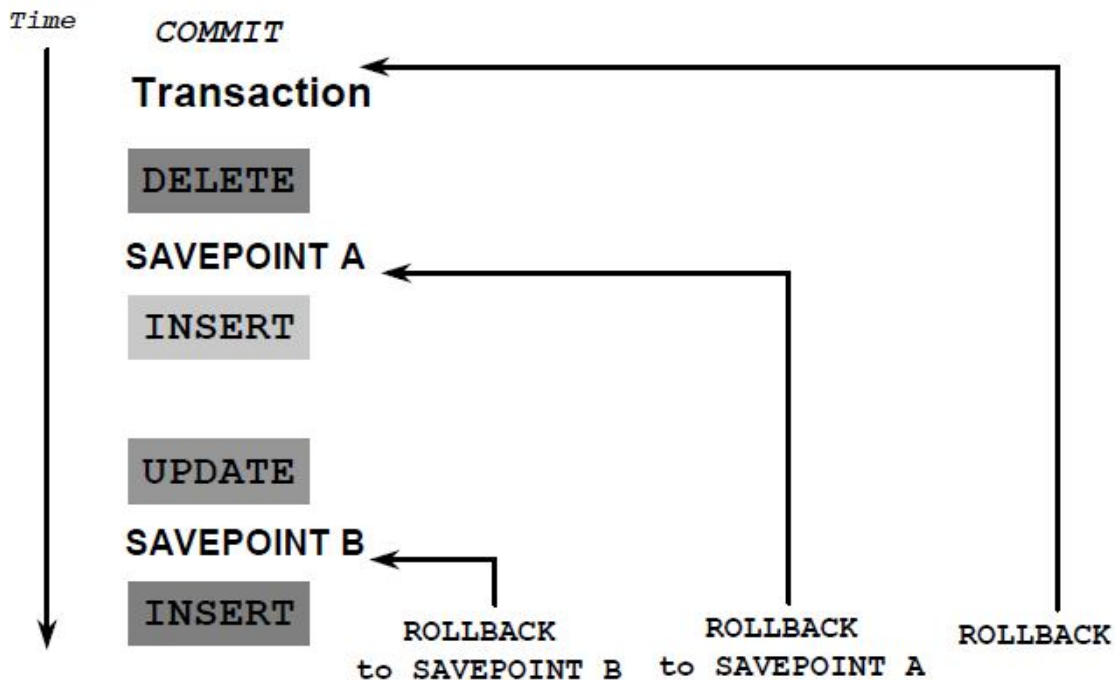 Time
COMMIT
Transaction
DELETE
SAVEPOINT A
INSERT
UPDATE
SAVEPOINT B
INSERT
ROLLBACK
to SAVEPOINT B
ROLLBACK
to SAVEPOINT A
ROLLBACK